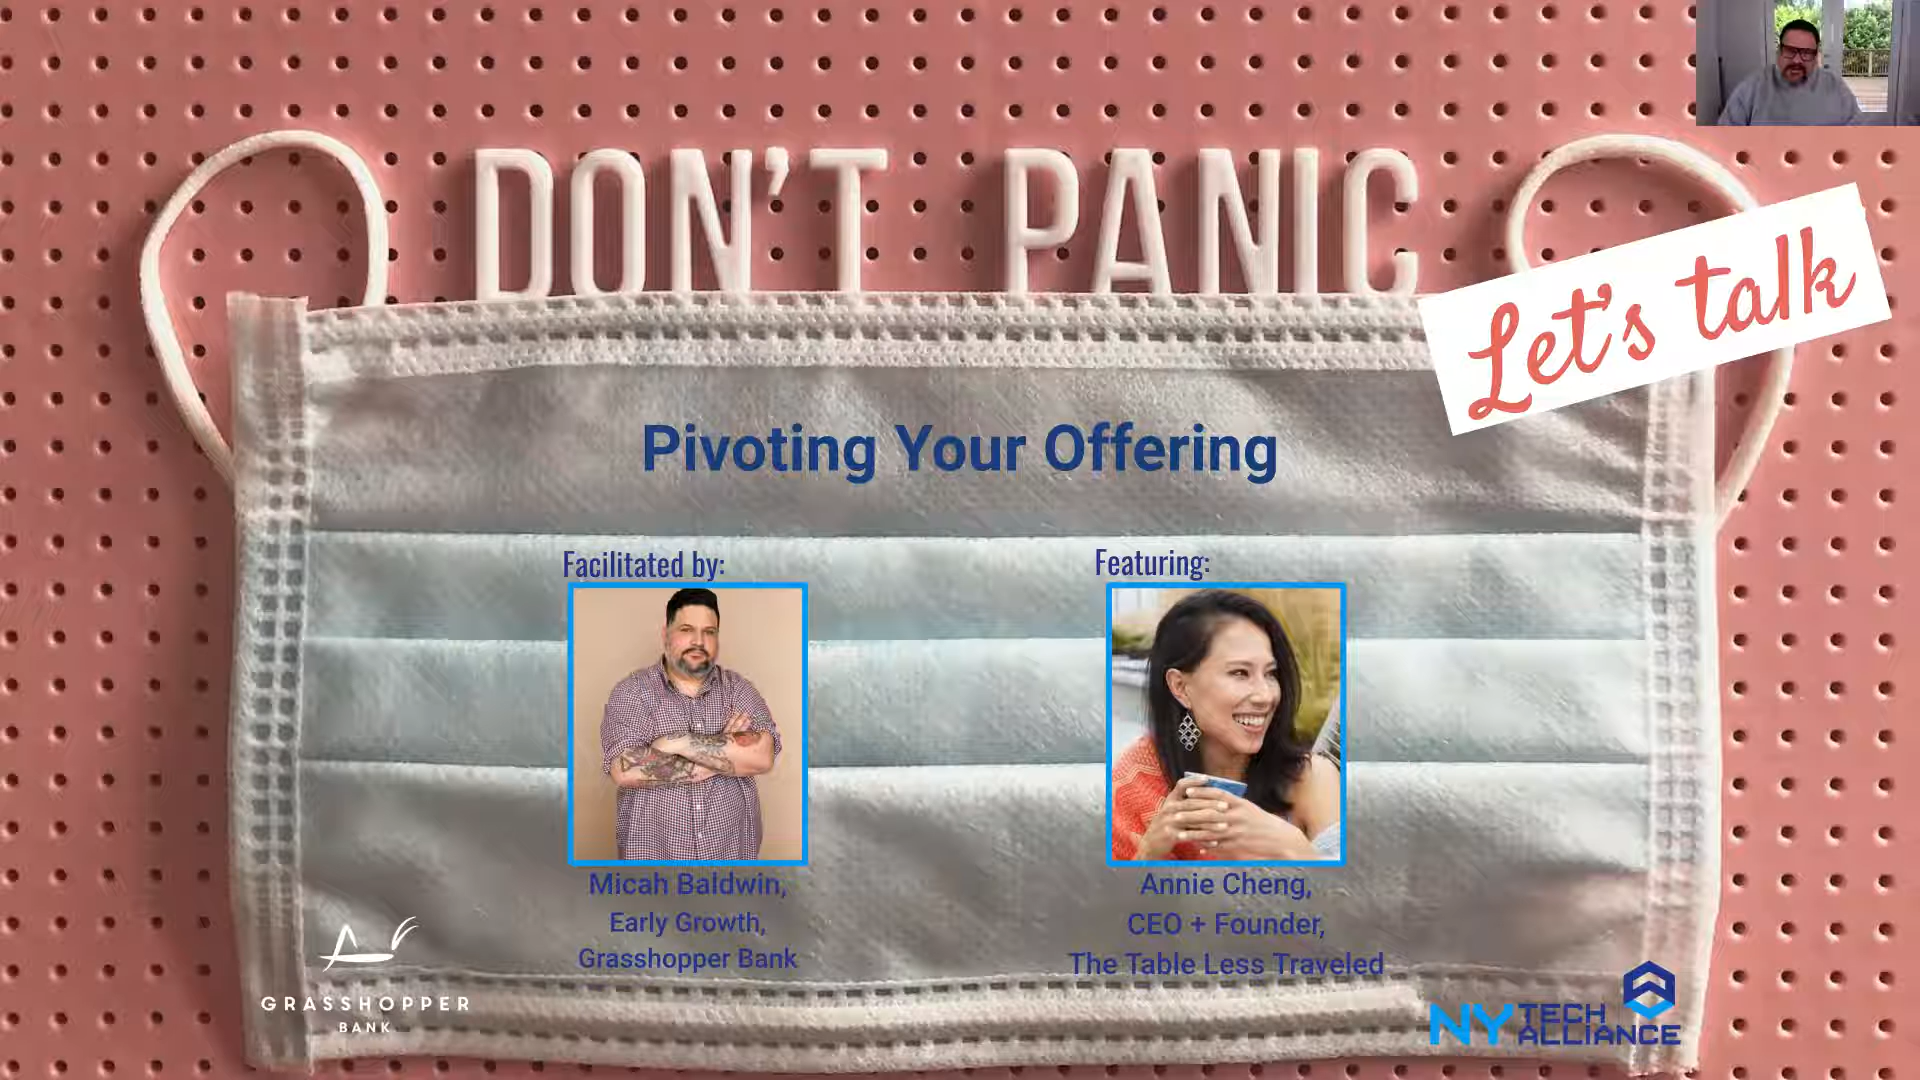 DON'T PANIC
Let's talk
Pivoting Your Offering
Facilitated by:
Micah Baldwin,
Early Growth,
Grasshopper Bank
Featuring:
Annie Cheng,
CEO + Founder,
The Table Less Traveled
GRASSHOPPER
BANK
NY TECH
ALLIANCE